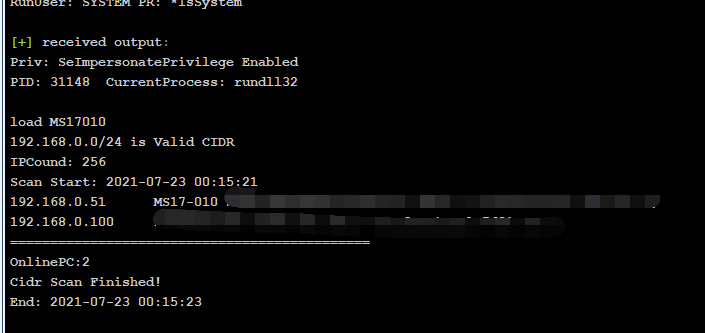 RunUser: SYSTEM PR: *IsSystem
[+] received output:
Priv: SeImpersonatePrivilege Enabled
PID: 31148 CurrentProcess: rundll32
load MS17010
192.168.0.0/24 is Valid CIDR
IPCound: 256
Scan Start: 2021-07-23 00:15:21
192.168.0.51 MS17-010
192.168.0.100
=============================================
OnlinePC:2
Cidr Scan Finished!
End: 2021-07-23 00:15:23